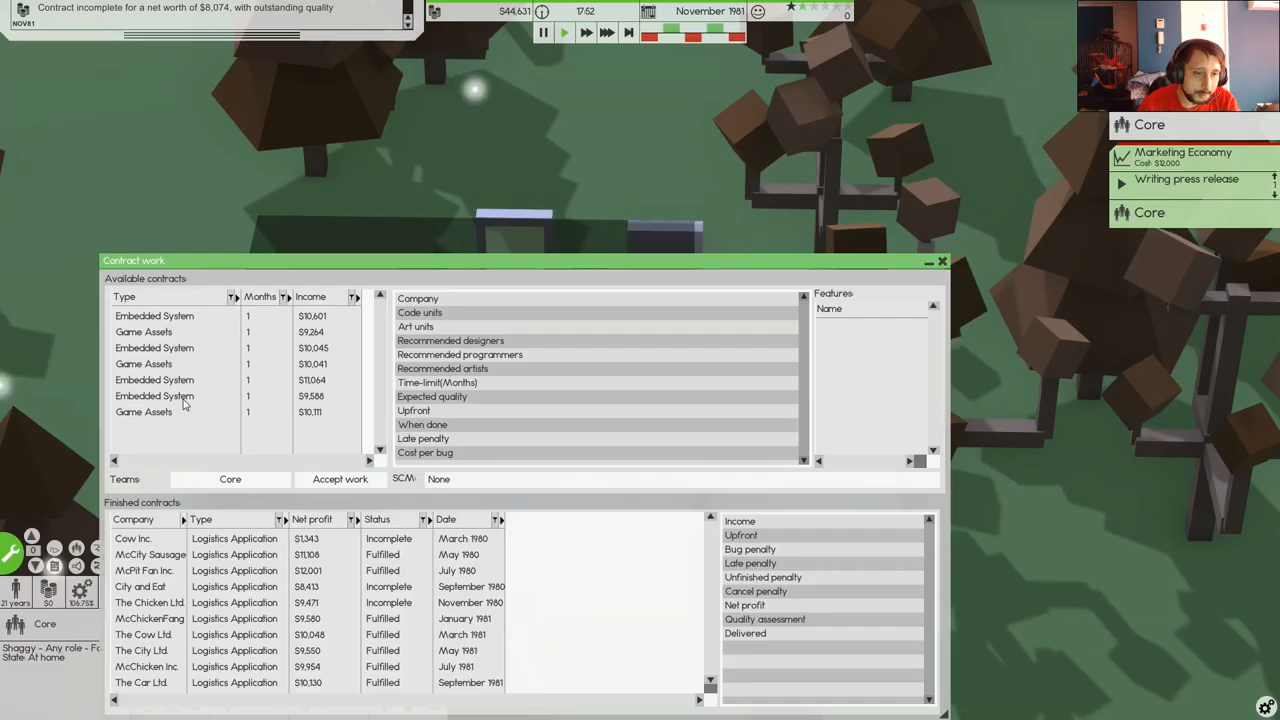 Contract incomplete for a net worth of $8,074, with outstanding quality
NOV81
$44,631
17:52
November 1981
0
Core
Marketing Economy
Cost: $12,000
Writing press release
1
Core
Contract work
Available contracts:
Type Months Income
Embedded System 1 $10,601
Game Assets 1 $9,264
Embedded System 1 $10,045
Game Assets 1 $10,041
Embedded System 1 $11,064
Embedded System 1 $9,588
Game Assets 1 $10,111
Company
Code units
Art units
Recommended designers
Recommended programmers
Recommended artists
Time-limit(Months)
Expected quality
Upfront
When done
Late penalty
Cost per bug
Features:
Name
Teams: Core Accept work SCM: None
Finished contracts:
Company Type Net profit Status Date
Cow Inc. Logistics Application $1,343 Incomplete March 1980
McCity Sausage Logistics Application $11,108 Fulfilled May 1980
McPit Fan Inc. Logistics Application $12,001 Fulfilled July 1980
City and Eat Logistics Application $8,413 Incomplete September 1980
The Chicken Ltd. Logistics Application $9,471 Incomplete November 1980
McChickenFang Logistics Application $9,580 Fulfilled January 1981
The Cow Ltd. Logistics Application $10,048 Fulfilled March 1981
The City Ltd. Logistics Application $9,550 Fulfilled May 1981
McChicken Inc. Logistics Application $9,954 Fulfilled July 1981
The Car Ltd. Logistics Application $10,130 Fulfilled September 1981
Income
Upfront
Bug penalty
Late penalty
Unfinished penalty
Cancel penalty
Net profit
Quality assessment
Delivered
0
21 years $0 106.75%
Core
Shaggy - Any role - Fo
State: At home